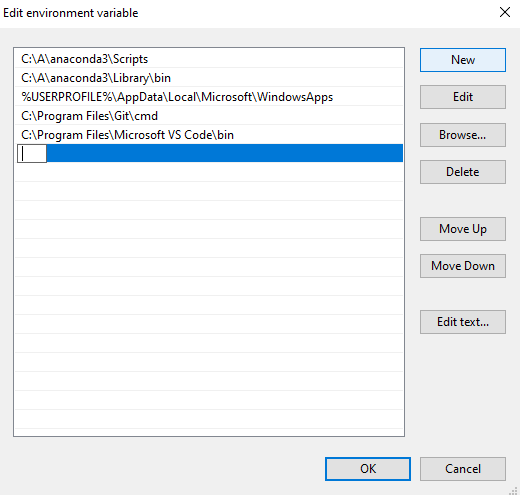 Edit environment variable
C:\A\anaconda3\Scripts
C:\A\anaconda3\Library\bin
%USERPROFILE%\AppData\Local\Microsoft\WindowsApps
C:\Program Files\Git\cmd
C:\Program Files\Microsoft VS Code\bin
New
Edit
Browse...
Delete
Move Up
Move Down
Edit text...
OK
Cancel